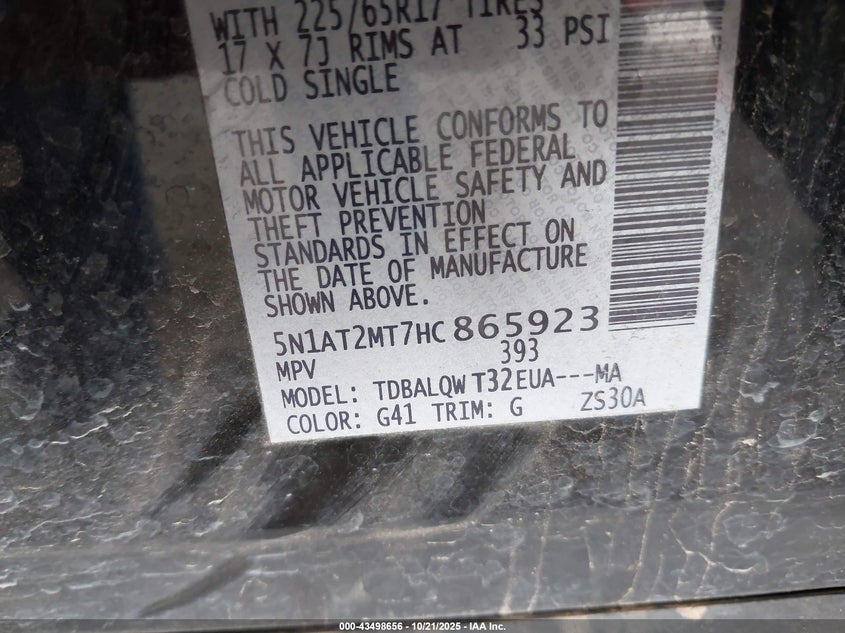 WITH 225/65R17 TIRES
17 X 7J RIMS AT 33 PSI
COLD SINGLE
THIS VEHICLE CONFORMS TO
ALL APPLICABLE FEDERAL
MOTOR VEHICLE SAFETY AND
THEFT PREVENTION
STANDARDS IN EFFECT ON
THE DATE OF MANUFACTURE
SHOWN ABOVE.
5N1AT2MT7HC865923
MPV 393
MODEL: TDBALQW T32EUA---MA
COLOR: G41 TRIM: G ZS30A
000-43498656 - 10/21/2025 - IAA Inc.